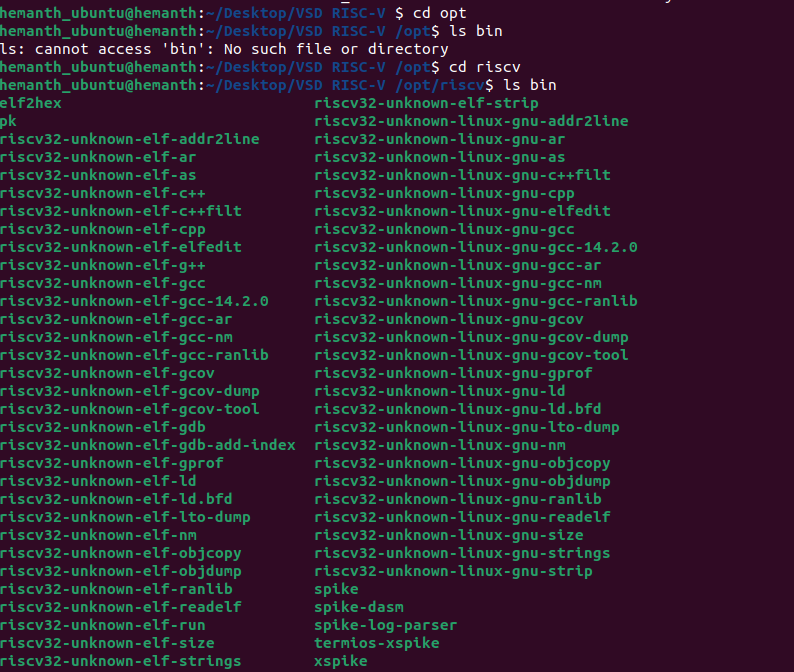 hemanth_ubuntu@hemanth:~/Desktop/VSD RISC-V $ cd opt
hemanth_ubuntu@hemanth:~/Desktop/VSD RISC-V /opt$ ls bin
ls: cannot access 'bin': No such file or directory
hemanth_ubuntu@hemanth:~/Desktop/VSD RISC-V /opt$ cd riscv
hemanth_ubuntu@hemanth:~/Desktop/VSD RISC-V /opt/riscv$ ls bin
elf2hex riscv32-unknown-elf-strip
pk riscv32-unknown-linux-gnu-addr2line
riscv32-unknown-elf-addr2line riscv32-unknown-linux-gnu-ar
riscv32-unknown-elf-ar riscv32-unknown-linux-gnu-as
riscv32-unknown-elf-as riscv32-unknown-linux-gnu-c++filt
riscv32-unknown-elf-c++ riscv32-unknown-linux-gnu-cpp
riscv32-unknown-elf-c++filt riscv32-unknown-linux-gnu-elfedit
riscv32-unknown-elf-cpp riscv32-unknown-linux-gnu-gcc
riscv32-unknown-elf-elfedit riscv32-unknown-linux-gnu-gcc-14.2.0
riscv32-unknown-elf-g++ riscv32-unknown-linux-gnu-gcc-ar
riscv32-unknown-elf-gcc riscv32-unknown-linux-gnu-gcc-nm
riscv32-unknown-elf-gcc-14.2.0 riscv32-unknown-linux-gnu-gcc-ranlib
riscv32-unknown-elf-gcc-ar riscv32-unknown-linux-gnu-gcov
riscv32-unknown-elf-gcc-nm riscv32-unknown-linux-gnu-gcov-dump
riscv32-unknown-elf-gcc-ranlib riscv32-unknown-linux-gnu-gcov-tool
riscv32-unknown-elf-gcov riscv32-unknown-linux-gnu-gprof
riscv32-unknown-elf-gcov-dump riscv32-unknown-linux-gnu-ld
riscv32-unknown-elf-gcov-tool riscv32-unknown-linux-gnu-ld.bfd
riscv32-unknown-elf-gdb riscv32-unknown-linux-gnu-lto-dump
riscv32-unknown-elf-gdb-add-index riscv32-unknown-linux-gnu-nm
riscv32-unknown-elf-gprof riscv32-unknown-linux-gnu-objcopy
riscv32-unknown-elf-ld riscv32-unknown-linux-gnu-objdump
riscv32-unknown-elf-ld.bfd riscv32-unknown-linux-gnu-ranlib
riscv32-unknown-elf-lto-dump riscv32-unknown-linux-gnu-readelf
riscv32-unknown-elf-nm riscv32-unknown-linux-gnu-size
riscv32-unknown-elf-objcopy riscv32-unknown-linux-gnu-strings
riscv32-unknown-elf-objdump riscv32-unknown-linux-gnu-strip
riscv32-unknown-elf-ranlib spike
riscv32-unknown-elf-readelf spike-dasm
riscv32-unknown-elf-run spike-log-parser
riscv32-unknown-elf-size termios-xspike
riscv32-unknown-elf-strings xspike